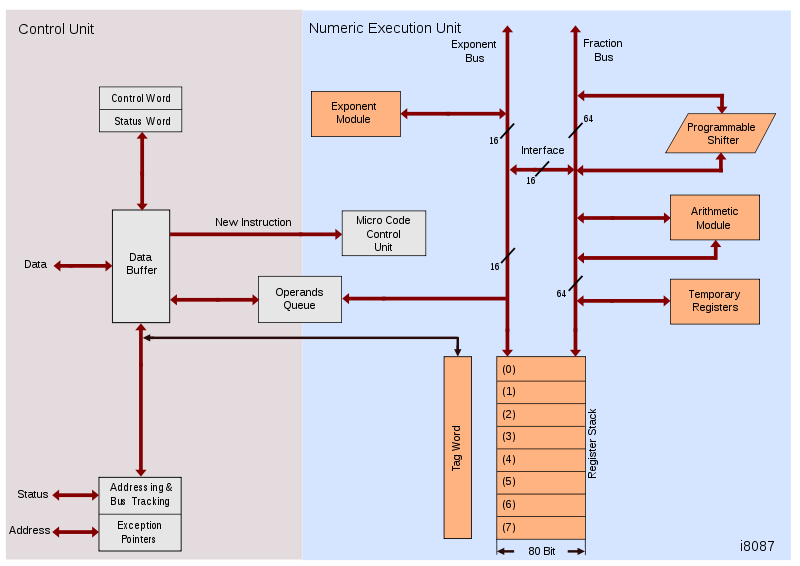 Control Unit
Numeric Execution Unit
Exponent
Bus
Fraction
Bus
Control Word
Status Word
Exponent
Module
16
64
Programmable
Shifter
Interface
16
New Instruction
Micro Code
Control
Unit
Arithmetic
Module
Data
Data
Buffer
16
64
Operands
Queue
Temporary
Registers
Tag Word
(0)
(1)
(2)
(3)
(4)
(5)
(6)
(7)
Register Stack
Status
Addressing &
Bus Tracking
Address
Exception
Pointers
80 Bit
i8087